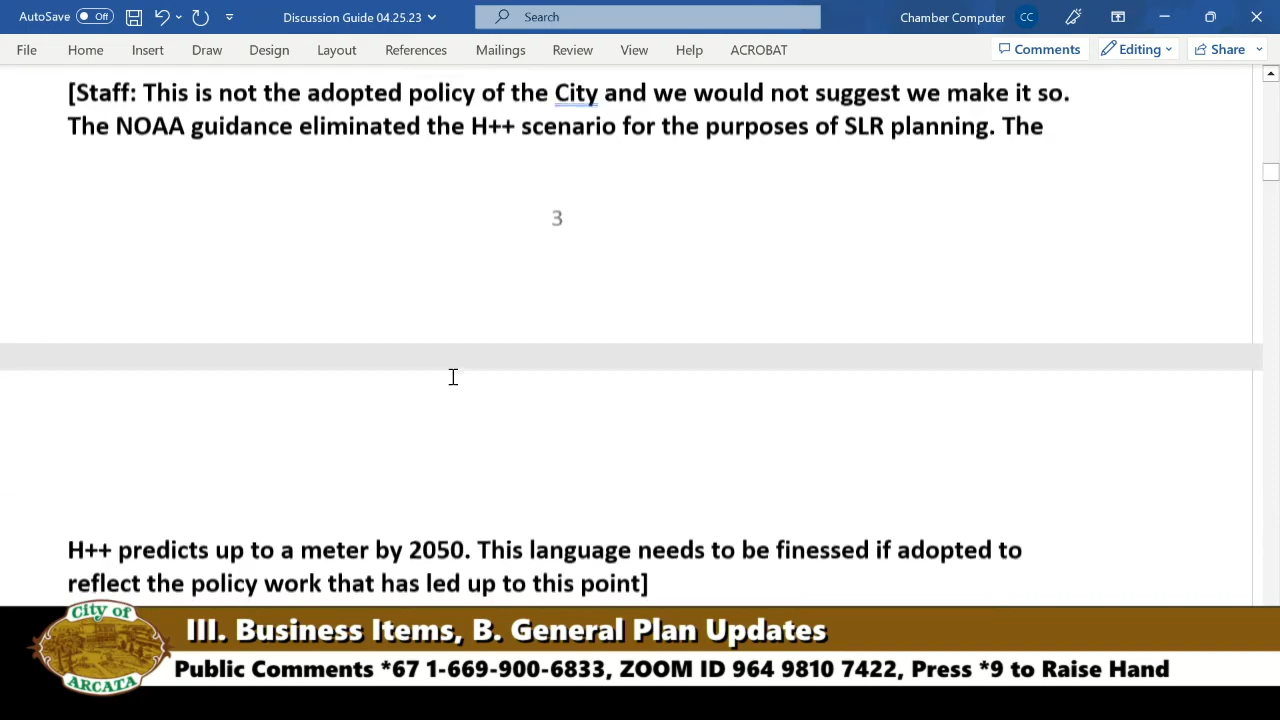 AutoSave Off Discussion Guide 04.25.23 Search Chamber Computer CC
File Home Insert Draw Design Layout References Mailings Review View Help ACROBAT Comments Editing Share
[Staff: This is not the adopted policy of the City and we would not suggest we make it so.
The NOAA guidance eliminated the H++ scenario for the purposes of SLR planning. The
3
H++ predicts up to a meter by 2050. This language needs to be finessed if adopted to
reflect the policy work that has led up to this point]
City of
ARCATA
III. Business Items, B. General Plan Updates
Public Comments *67 1-669-900-6833, ZOOM ID 964 9810 7422, Press *9 to Raise Hand